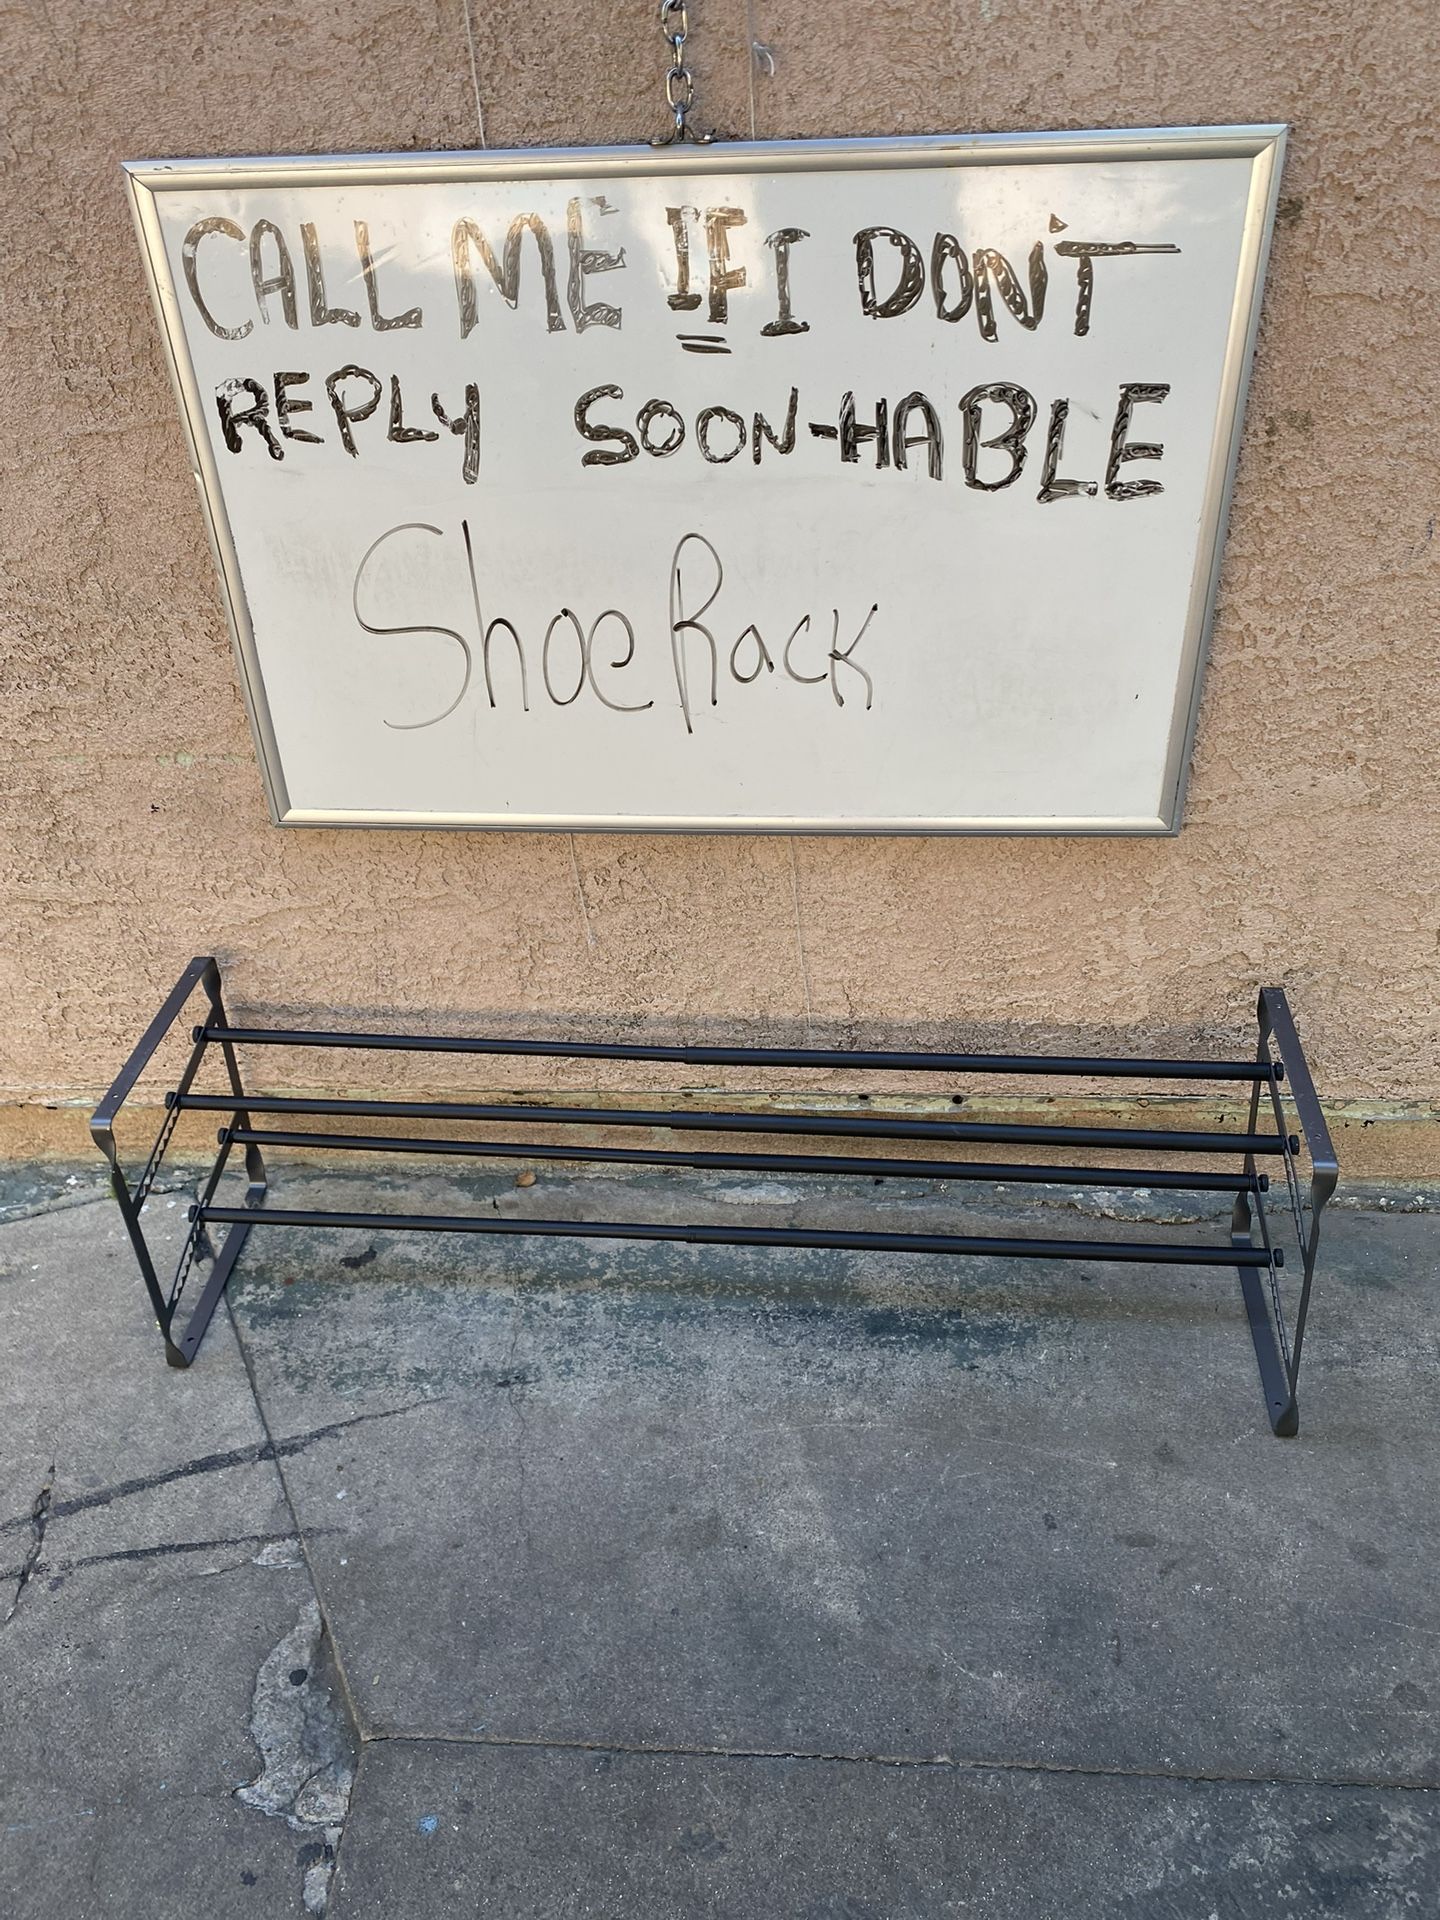 CALL ME IF I DON'T
REPLY SOON-HABLE
Shoe Rack